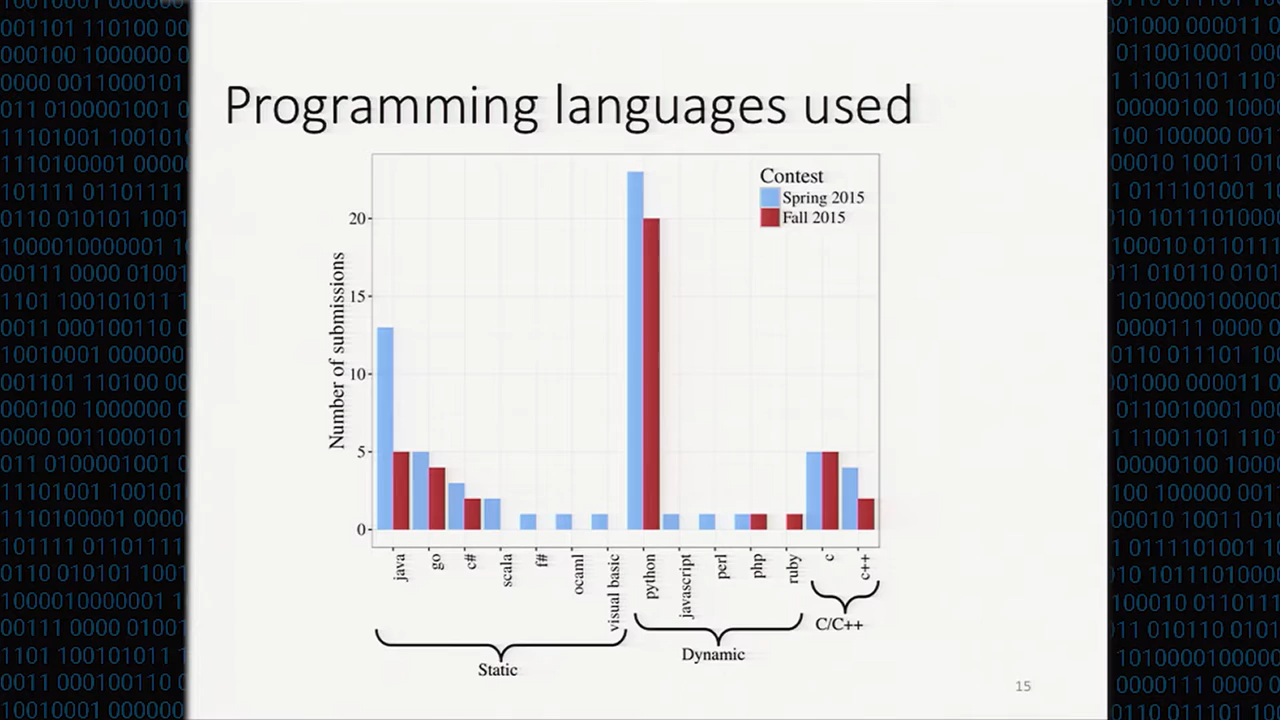 Programming languages used
Contest
Spring 2015
Fall 2015
Number of submissions
20
15
10
5
0
java
go
c#
scala
f#
ocaml
visual basic
python
javascript
perl
php
ruby
c
c++
Static
Dynamic
C/C++
15